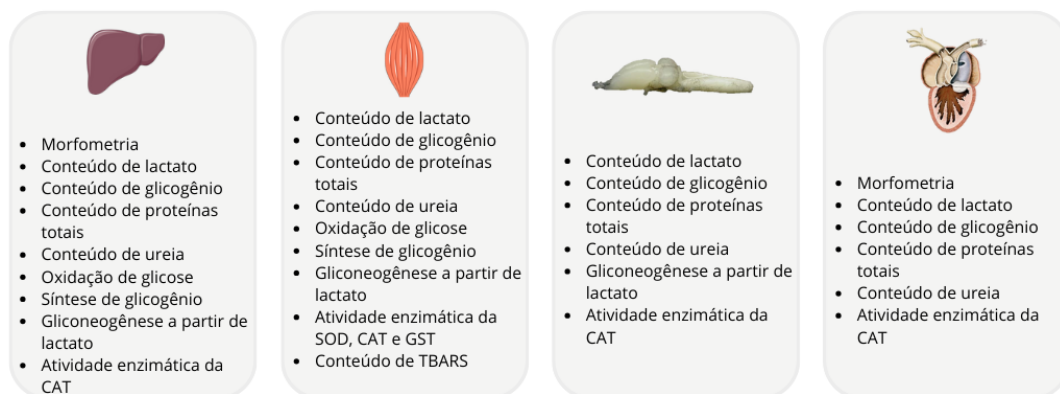 • Morfometria
• Conteúdo de lactato
• Conteúdo de glicogênio
• Conteúdo de proteínas
totais
• Conteúdo de ureia
• Oxidação de glicose
• Síntese de glicogênio
• Gliconeogênese a partir de
lactato
• Atividade enzimática da
CAT
• Conteúdo de lactato
• Conteúdo de glicogênio
• Conteúdo de proteínas
totais
• Conteúdo de ureia
• Oxidação de glicose
• Síntese de glicogênio
• Gliconeogênese a partir de
lactato
• Atividade enzimática da
SOD, CAT e GST
• Conteúdo de TBARS
• Conteúdo de lactato
• Conteúdo de glicogênio
• Conteúdo de proteínas
totais
• Conteúdo de ureia
• Gliconeogênese a partir de
lactato
• Atividade enzimática da
CAT
• Morfometria
• Conteúdo de lactato
• Conteúdo de glicogênio
• Conteúdo de proteínas
totais
• Conteúdo de ureia
• Atividade enzimática da
CAT